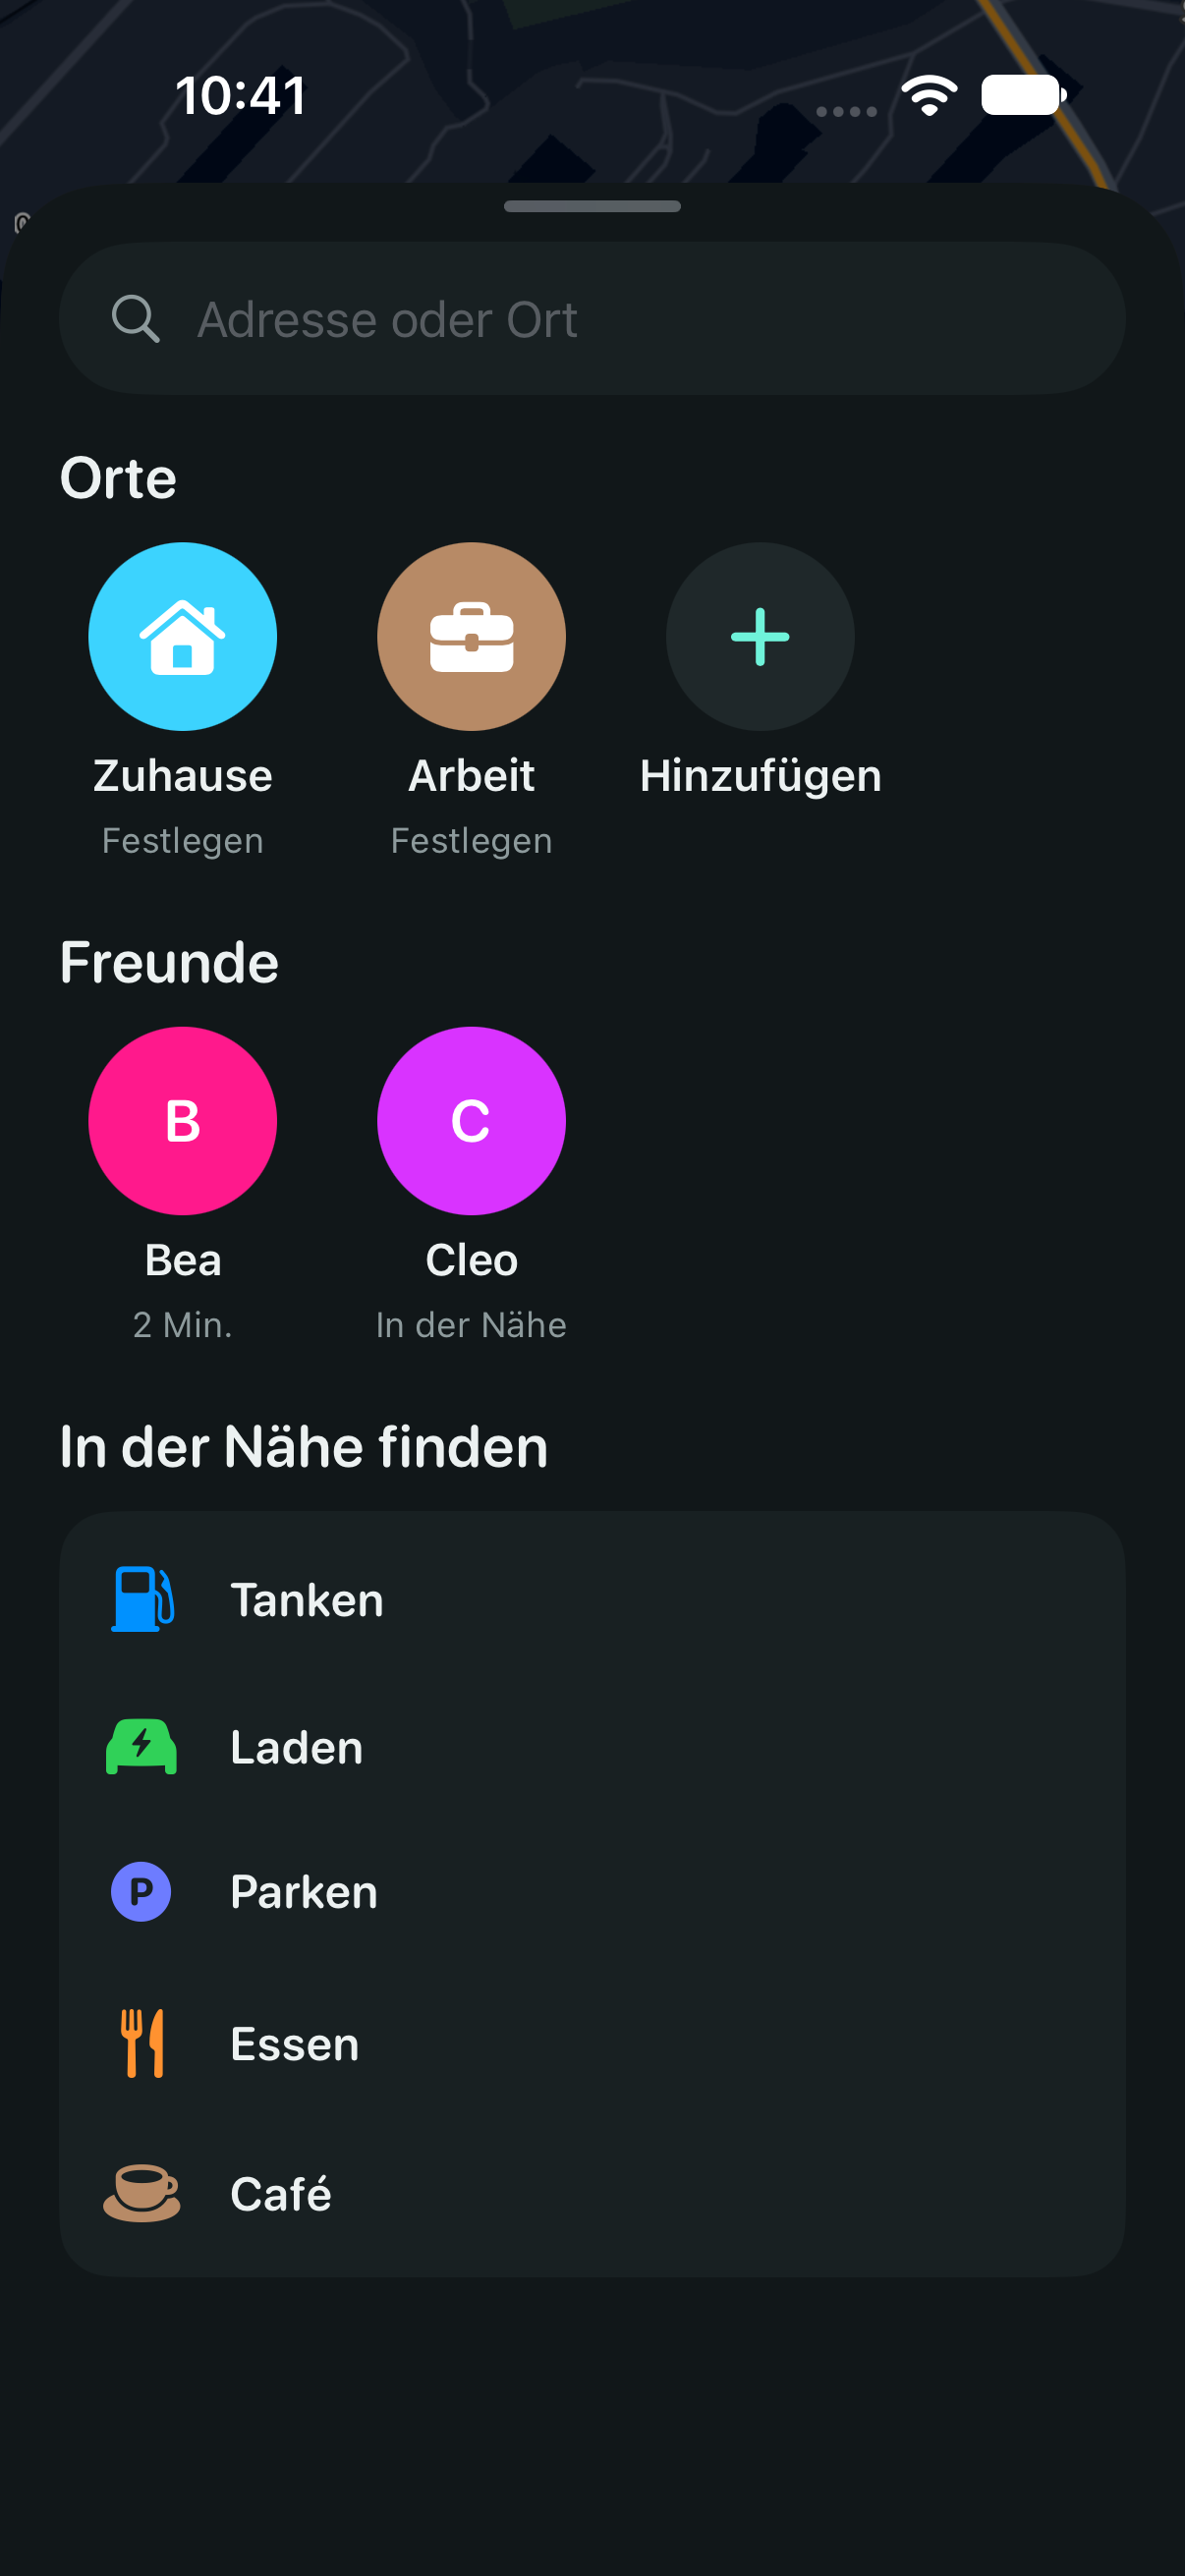 10:41
Adresse oder Ort
Orte
Zuhause
Arbeit
Hinzufügen
Festlegen
Festlegen
Freunde
B
C
Bea
Cleo
2 Min.
In der Nähe
In der Nähe finden
Tanken
Laden
P
Parken
Essen
Café